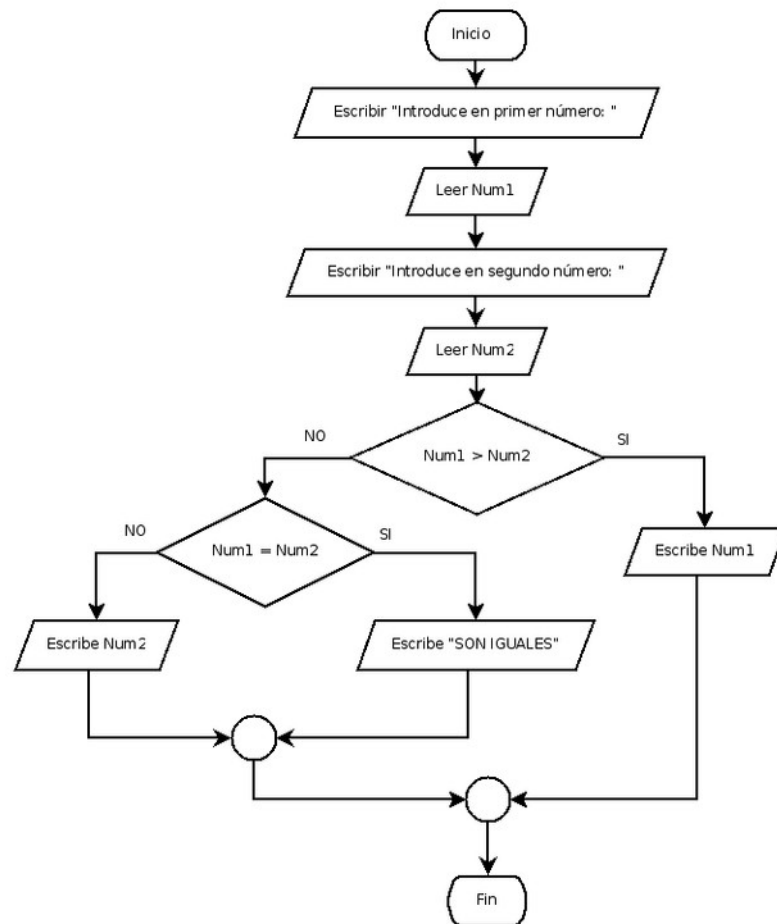 Inicio
Escribir "Introduce en primer número: "
Leer Num1
Escribir "Introduce en segundo número: "
Leer Num2
NO
SI
Num1 > Num2
NO
SI
Num1 = Num2
Escribe Num1
Escribe Num2
Escribe "SON IGUALES"
Fin